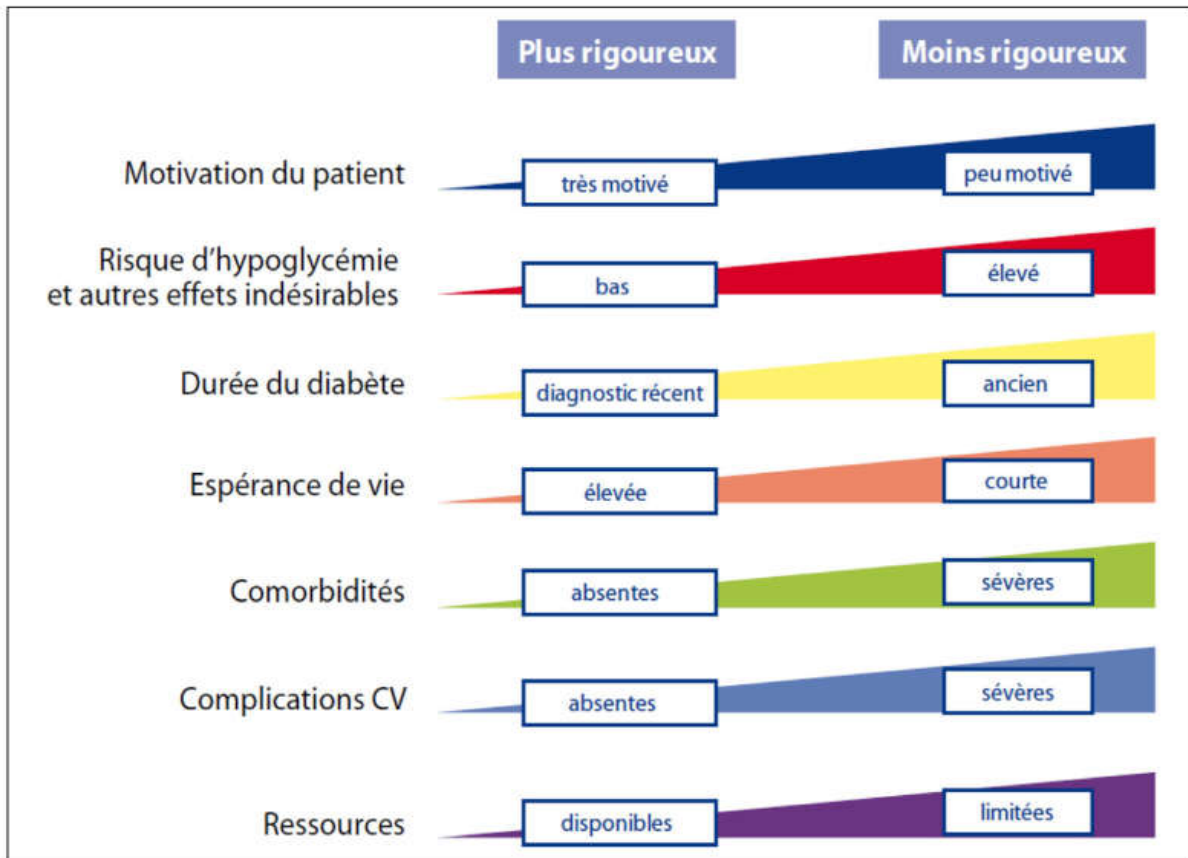 Plus rigoureux
Moins rigoureux
Motivation du patient
très motivé
peu motivé
Risque d'hypoglycémie
et autres effets indésirables
bas
élevé
Durée du diabète
diagnostic récent
ancien
Espérance de vie
élevée
courte
Comorbidités
absentes
sévères
Complications CV
absentes
sévères
Ressources
disponibles
limitées